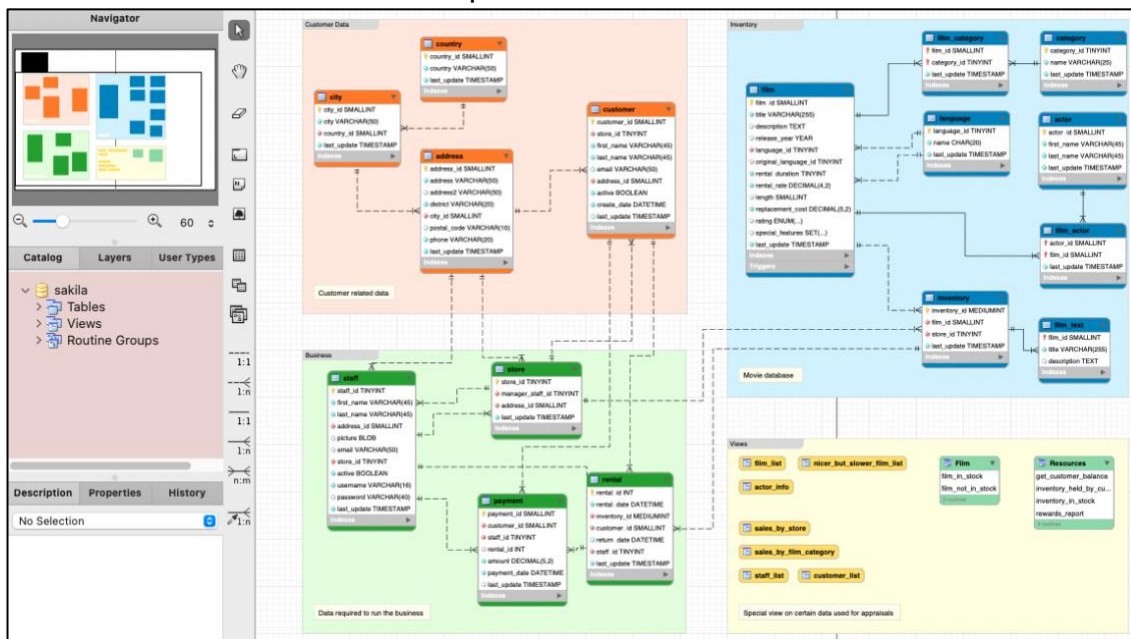 Navigator
60
Catalog
Layers
User Types
sakila
Tables
Views
Routine Groups
Description
Properties
History
No Selection
1:1
1:n
1:1
1:n
n:m
1:n
Customer Data
country
country_id SMALLINT
country VARCHAR(50)
last_update TIMESTAMP
Indexes
city
city_id SMALLINT
city VARCHAR(50)
country_id SMALLINT
last_update TIMESTAMP
Indexes
address
address_id SMALLINT
address VARCHAR(50)
address2 VARCHAR(50)
district VARCHAR(20)
city_id SMALLINT
postal_code VARCHAR(10)
phone VARCHAR(20)
last_update TIMESTAMP
Indexes
customer
customer_id SMALLINT
store_id TINYINT
first_name VARCHAR(45)
last_name VARCHAR(45)
email VARCHAR(50)
address_id SMALLINT
active BOOLEAN
create_date DATETIME
last_update TIMESTAMP
Indexes
Customer related data
Inventory
film
film_id SMALLINT
title VARCHAR(255)
description TEXT
release_year YEAR
language_id TINYINT
original_language_id TINYINT
rental_duration TINYINT
rental_rate DECIMAL(4,2)
length SMALLINT
replacement_cost DECIMAL(5,2)
rating ENUM(...)
special_features SET(...)
last_update TIMESTAMP
Indexes
Triggers
film_category
film_id SMALLINT
category_id TINYINT
last_update TIMESTAMP
Indexes
category
category_id TINYINT
name VARCHAR(25)
last_update TIMESTAMP
Indexes
language
language_id TINYINT
name CHAR(20)
last_update TIMESTAMP
Indexes
actor
actor_id SMALLINT
first_name VARCHAR(45)
last_name VARCHAR(45)
last_update TIMESTAMP
Indexes
film_actor
actor_id SMALLINT
film_id SMALLINT
last_update TIMESTAMP
Indexes
inventory
inventory_id MEDIUMINT
film_id SMALLINT
store_id TINYINT
last_update TIMESTAMP
Indexes
film_text
film_id SMALLINT
title VARCHAR(255)
description TEXT
Indexes
Movie database
Business
staff
staff_id TINYINT
first_name VARCHAR(45)
last_name VARCHAR(45)
address_id SMALLINT
picture BLOB
email VARCHAR(50)
store_id TINYINT
active BOOLEAN
username VARCHAR(16)
password VARCHAR(40)
last_update TIMESTAMP
Indexes
store
store_id TINYINT
manager_staff_id TINYINT
address_id SMALLINT
last_update TIMESTAMP
Indexes
payment
payment_id SMALLINT
customer_id SMALLINT
staff_id TINYINT
rental_id INT
amount DECIMAL(5,2)
payment_date DATETIME
last_update TIMESTAMP
Indexes
rental
rental_id INT
rental_date DATETIME
inventory_id MEDIUMINT
customer_id SMALLINT
return_date DATETIME
staff_id TINYINT
last_update TIMESTAMP
Indexes
Data required to run the business
Views
film_list
nicer_but_slower_film_list
actor_info
sales_by_store
sales_by_film_category
staff_list
customer_list
Film
film_in_stock
film_not_in_stock
2 routines
Resources
get_customer_balance
inventory_held_by_cu...
inventory_in_stock
rewards_report
4 routines
Special view on certain data used for appraisals